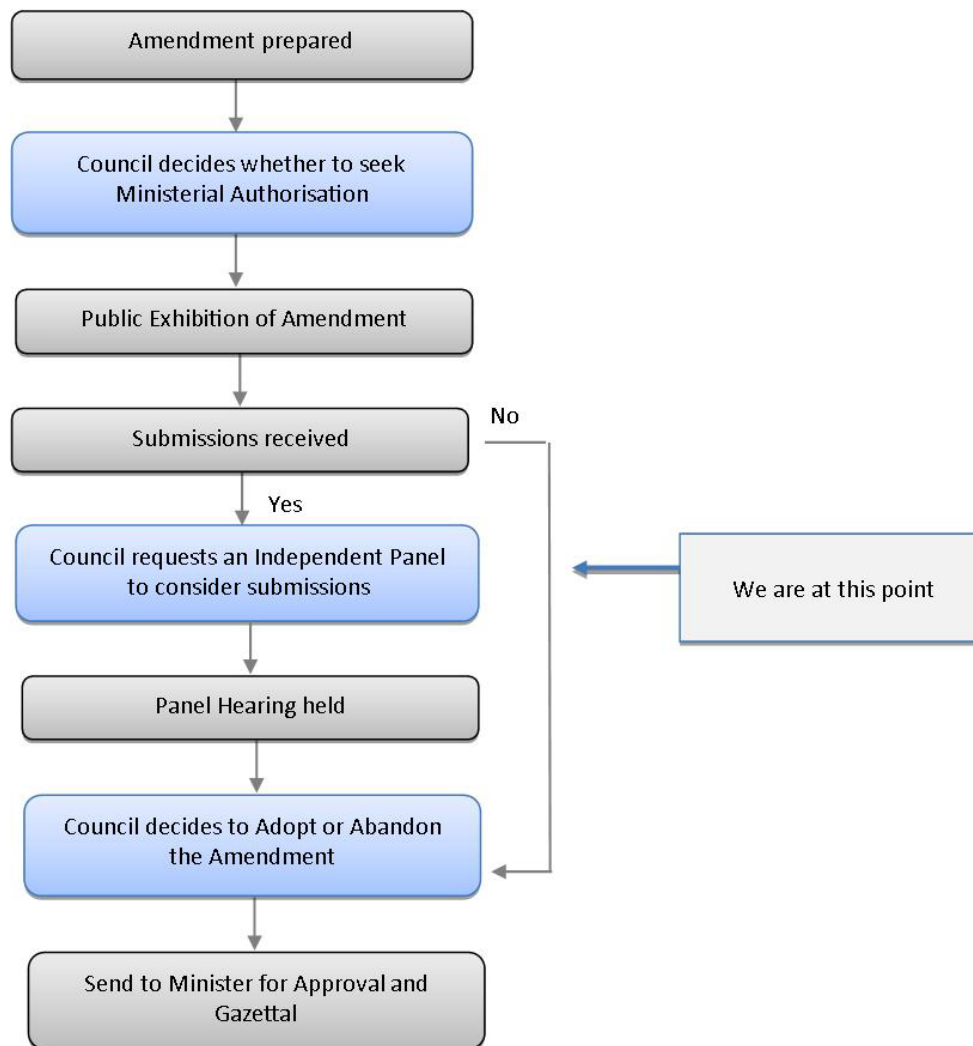 Amendment prepared
Council decides whether to seek
Ministerial Authorisation
Public Exhibition of Amendment
No
Submissions received
Yes
Council requests an Independent Panel
to consider submissions
We are at this point
Panel Hearing held
Council decides to Adopt or Abandon
the Amendment
Send to Minister for Approval and
Gazettal